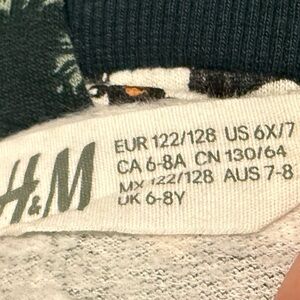 H&M
EUR 122/128 US 6X/7
CA 6-8A CN 130/64
MX 122/128 AUS 7-8
UK 6-8Y